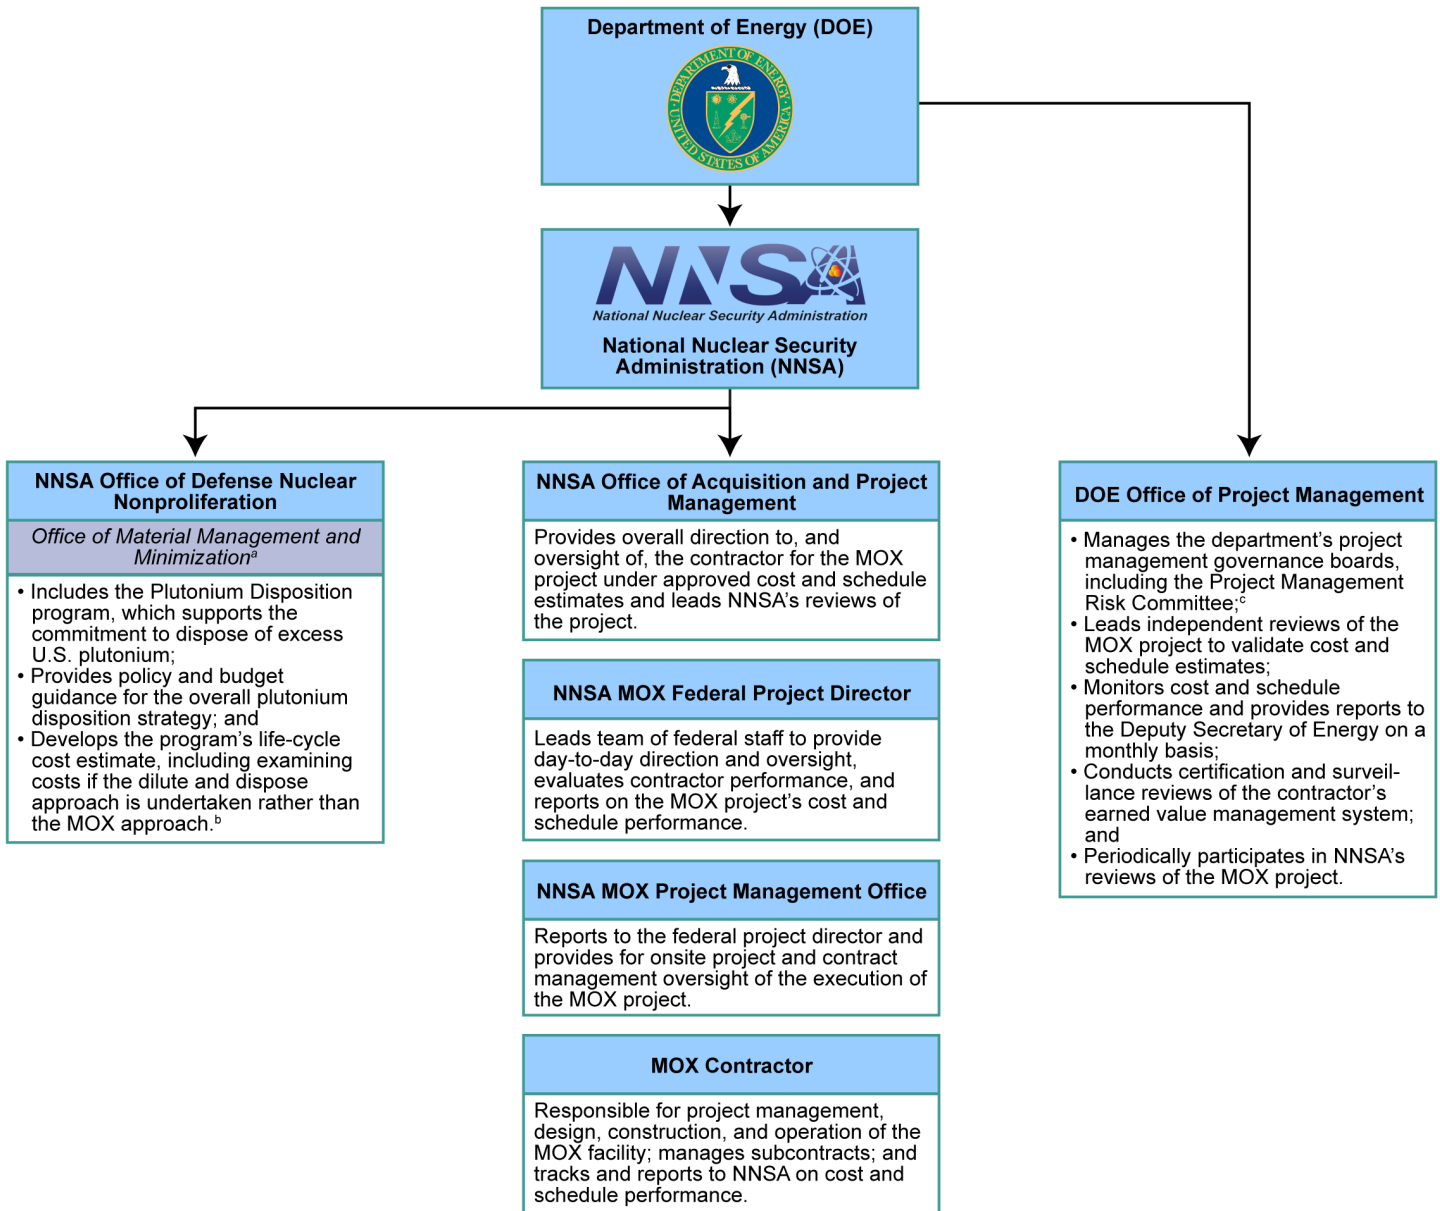 Department of Energy (DOE)
DEPARTMENT OF ENERGY
UNITED STATES OF AMERICA
NNSA
National Nuclear Security Administration
National Nuclear Security
Administration (NNSA)
NNSA Office of Defense Nuclear
Nonproliferation
Office of Material Management and
Minimizationª
• Includes the Plutonium Disposition
program, which supports the
commitment to dispose of excess
U.S. plutonium;
• Provides policy and budget
guidance for the overall plutonium
disposition strategy; and
• Develops the program’s life-cycle
cost estimate, including examining
costs if the dilute and dispose
approach is undertaken rather than
the MOX approach.ᵇ
NNSA Office of Acquisition and Project
Management
Provides overall direction to, and
oversight of, the contractor for the MOX
project under approved cost and schedule
estimates and leads NNSA’s reviews of
the project.
NNSA MOX Federal Project Director
Leads team of federal staff to provide
day-to-day direction and oversight,
evaluates contractor performance, and
reports on the MOX project’s cost and
schedule performance.
NNSA MOX Project Management Office
Reports to the federal project director and
provides for onsite project and contract
management oversight of the execution of
the MOX project.
MOX Contractor
Responsible for project management,
design, construction, and operation of the
MOX facility; manages subcontracts; and
tracks and reports to NNSA on cost and
schedule performance.
DOE Office of Project Management
• Manages the department’s project
management governance boards,
including the Project Management
Risk Committee;ᶜ
• Leads independent reviews of the
MOX project to validate cost and
schedule estimates;
• Monitors cost and schedule
performance and provides reports to
the Deputy Secretary of Energy on a
monthly basis;
• Conducts certification and surveil-
lance reviews of the contractor’s
earned value management system;
and
• Periodically participates in NNSA’s
reviews of the MOX project.